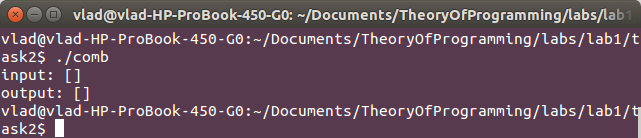 vlad@vlad-HP-ProBook-450-G0: ~/Documents/TheoryOfProgramming/labs/lab1
vlad@vlad-HP-ProBook-450-G0:~/Documents/TheoryOfProgramming/labs/lab1/t
ask2$ ./comb
input: []
output: []
vlad@vlad-HP-ProBook-450-G0:~/Documents/TheoryOfProgramming/labs/lab1/t
ask2$